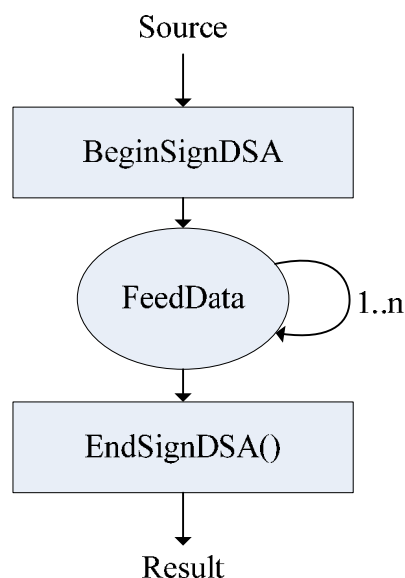 Source
BeginSignDSA
FeedData
1..n
EndSignDSA()
Result